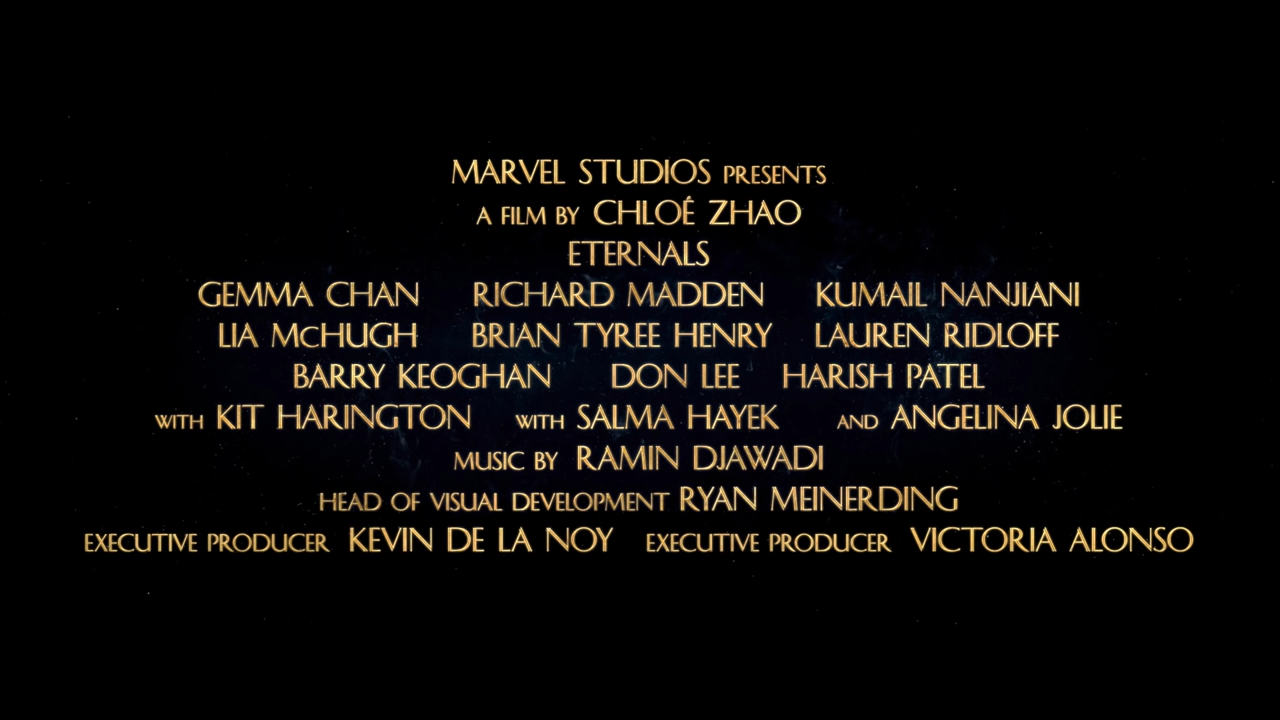 MARVEL STUDIOS PRESENTS
A FILM BY CHLOÉ ZHAO
ETERNALS
GEMMA CHAN RICHARD MADDEN KUMAIL NANJIANI
LIA McHUGH BRIAN TYREE HENRY LAUREN RIDLOFF
BARRY KEOGHAN DON LEE HARISH PATEL
WITH KIT HARINGTON WITH SALMA HAYEK AND ANGELINA JOLIE
MUSIC BY RAMIN DJAWADI
HEAD OF VISUAL DEVELOPMENT RYAN MEINERDING
EXECUTIVE PRODUCER KEVIN DE LA NOY EXECUTIVE PRODUCER VICTORIA ALONSO